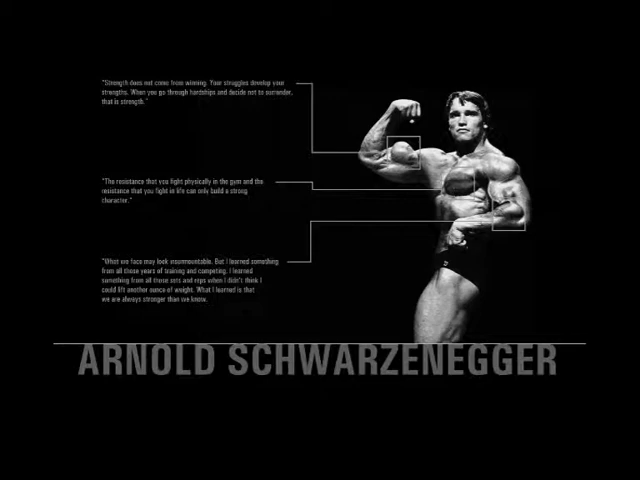 "Strength does not come from winning. Your struggles develop your
strengths. When you go through hardships and decide not to surrender,
that is strength."
"The resistance that you fight physically in the gym and the
resistance that you fight in life can only build a strong
character."
"What we face may look insurmountable. But I learned something
from all those years of training and competing. I learned
something from all those sets and reps when I didn't think I
could lift another ounce of weight. What I learned is that
we are always stronger than we know.
ARNOLD SCHWARZENEGGER